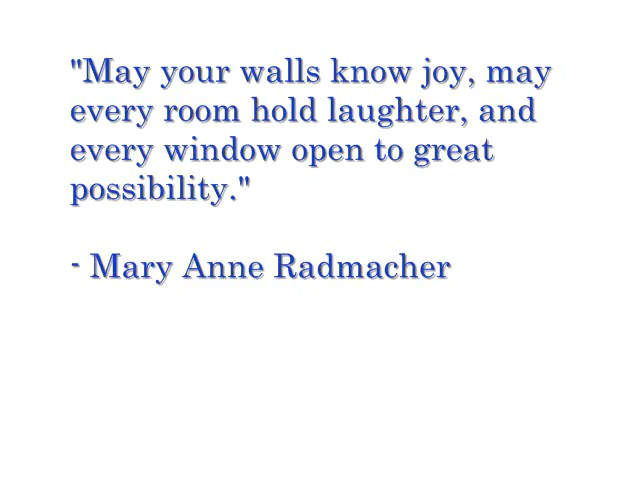 "May your walls know joy, may
every room hold laughter, and
every window open to great
possibility."
- Mary Anne Radmacher